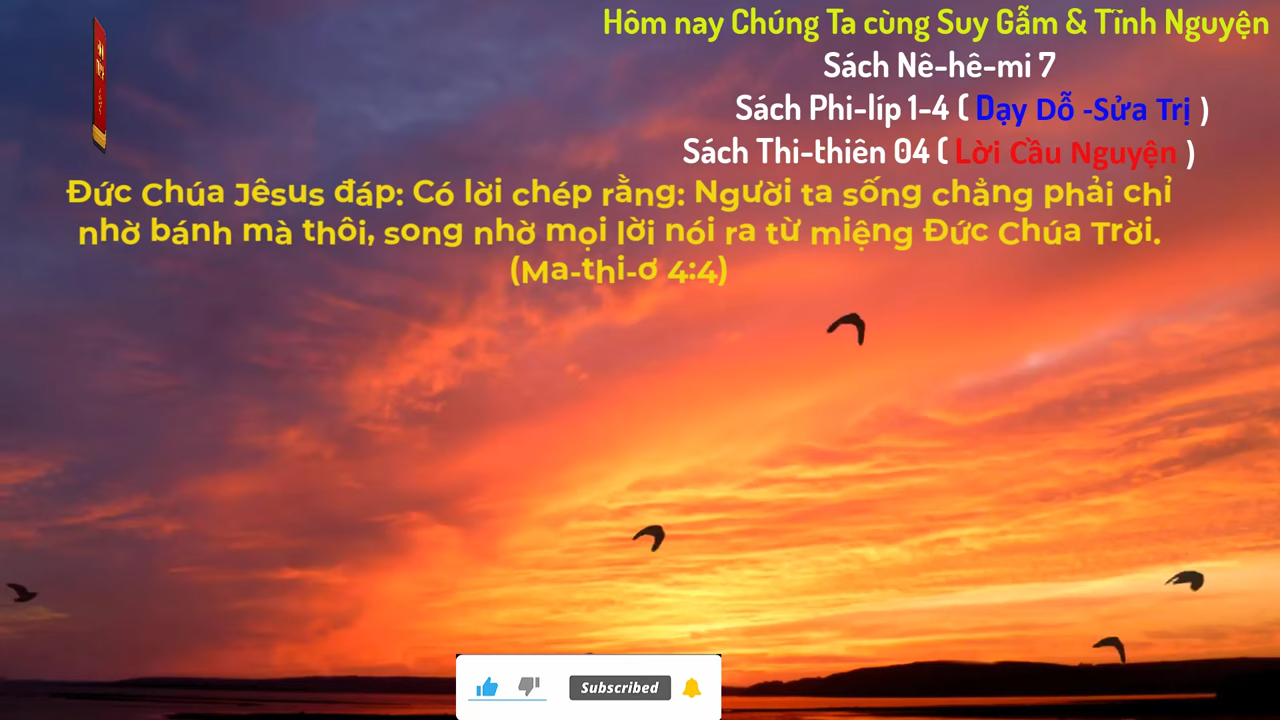 Hôm nay Chúng Ta cùng Suy Gẫm & Tĩnh Nguyện
Sách Nê-hê-mi 7
Sách Phi-líp 1-4 ( Dạy Dỗ -Sửa Trị )
Sách Thi-thiên 04 ( Lời Cầu Nguyện )
Đức Chúa Jêsus đáp: Có lời chép rằng: Người ta sống chẳng phải chỉ
nhờ bánh mà thôi, song nhờ mọi lời nói ra từ miệng Đức Chúa Trời.
(Ma-thi-ơ 4:4)
Subscribed